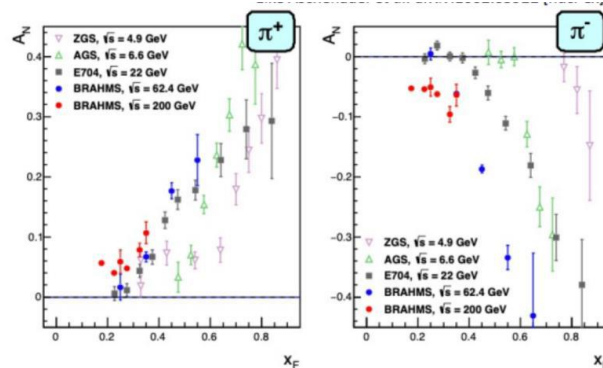 π+
π-
A_N
0.4
0.3
0.2
0.1
0
0
0.2
0.4
0.6
0.8
x_F
ZGS, √s = 4.9 GeV
AGS, √s = 6.6 GeV
E704, √s = 22 GeV
BRAHMS, √s = 62.4 GeV
BRAHMS, √s = 200 GeV
A_N
0
−0.1
−0.2
−0.3
−0.4
0
0.2
0.4
0.6
0.8
ZGS, √s = 4.9 GeV
AGS, √s = 6.6 GeV
E704, √s = 22 GeV
BRAHMS, √s = 62.4 GeV
BRAHMS, √s = 200 GeV